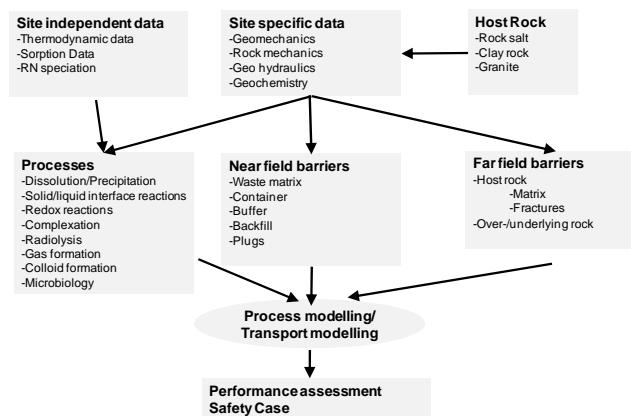 Site independent data
-Thermodynamic data
-Sorption Data
-RN speciation
Site specific data
-Geomechanics
-Rock mechanics
-Geo hydraulics
-Geochemistry
Host Rock
-Rock salt
-Clay rock
-Granite
Processes
-Dissolution/Precipitation
-Solid/liquid interface reactions
-Redox reactions
-Complexation
-Radiolysis
-Gas formation
-Colloid formation
-Microbiology
Near field barriers
-Waste matrix
-Container
-Buffer
-Backfill
-Plugs
Far field barriers
-Host rock
-Matrix
-Fractures
-Over-/underlying rock
Process modelling/
Transport modelling
Performance assessment
Safety Case